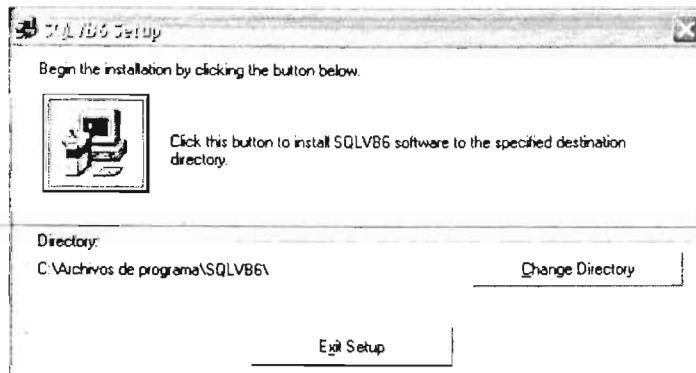 SQLVB6 Setup
Begin the installation by clicking the button below.
Click this button to install SQLVB6 software to the specified destination
directory.
Directory:
C:\Archivos de programa\SQLVB6\
Change Directory
Exit Setup